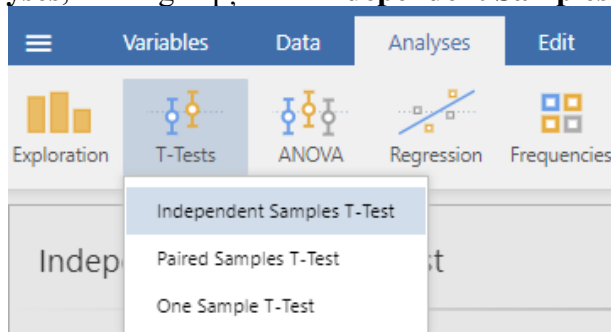 Variables Data Analyses Edit
Exploration T-Tests ANOVA Regression Frequencies
Independent Samples T-Test
Paired Samples T-Test
One Sample T-Test